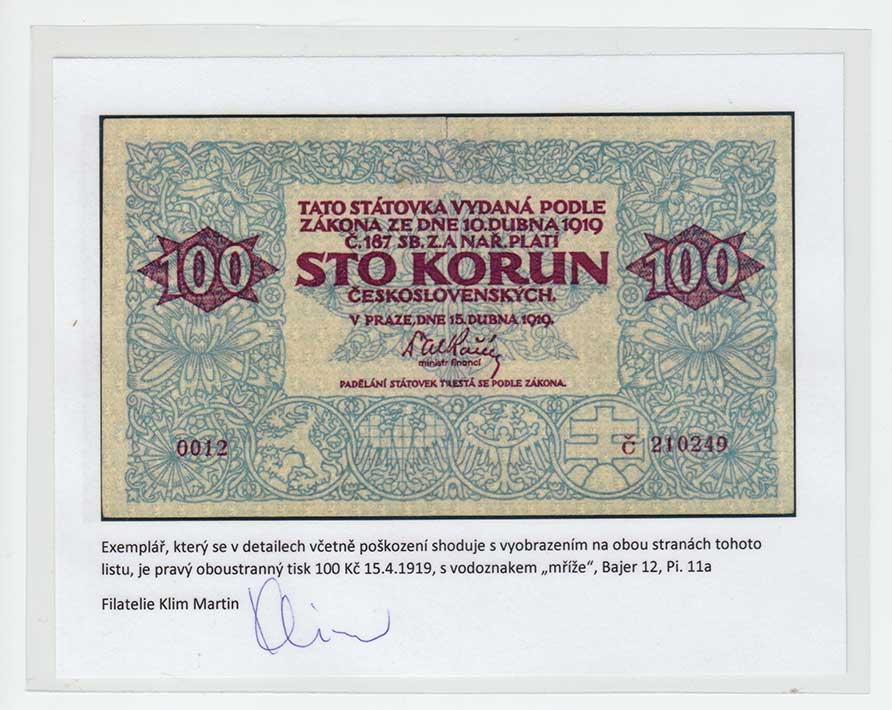 TATO STÁTOVKA VYDANÁ PODLE
ZÁKONA ZE DNE 10. DUBNA 1919
Č. 187 SB. Z. A NAŘ. PLATÍ
100 STO KORUN 100
ČESKOSLOVENSKÝCH.
V PRAZE, DNE 15. DUBNA 1919.
ministr financí
PADĚLÁNÍ STÁTOVEK TRESTÁ SE PODLE ZÁKONA.
0012 Č 210249
Exemplář, který se v detailech včetně poškození shoduje s vyobrazením na obou stranách tohoto
listu, je pravý oboustranný tisk 100 Kč 15.4.1919, s vodoznakem „mříže“, Bajer 12, Pi. 11a
Filatelie Klim Martin